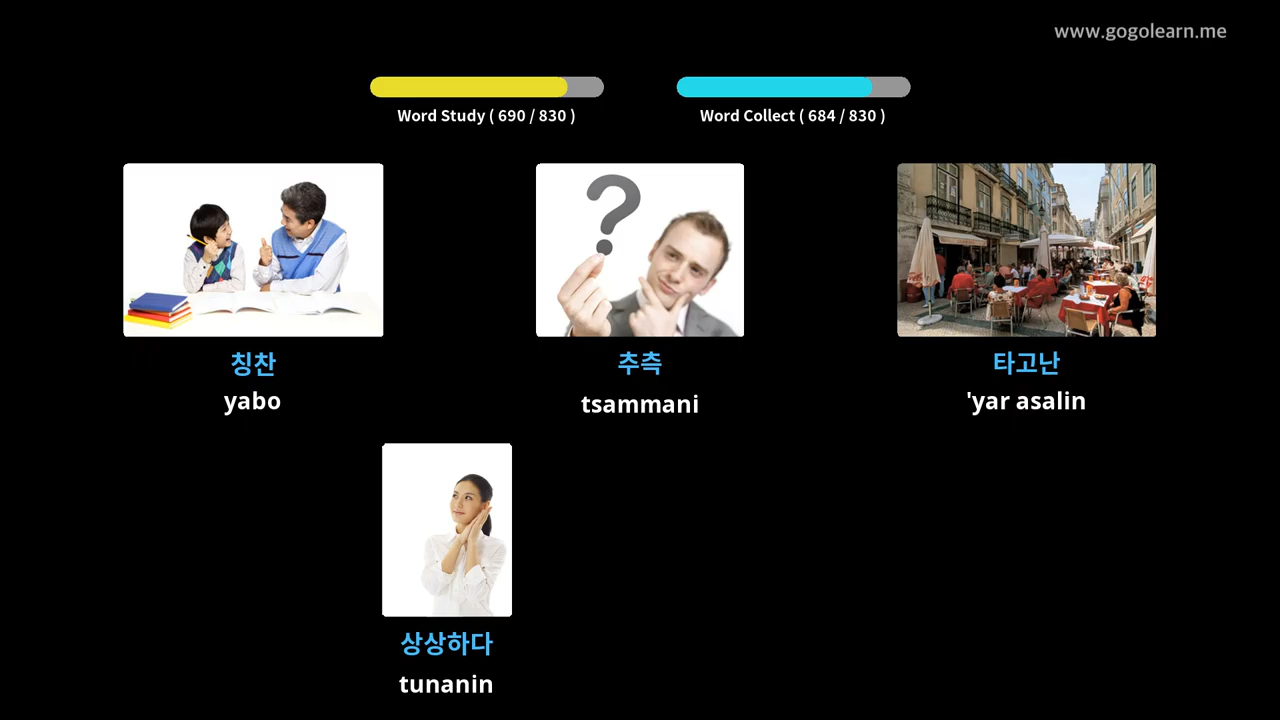 www.gogolearn.me
Word Study ( 690 / 830 )
Word Collect ( 684 / 830 )
칭찬
yabo
추측
tsammani
타고난
'yar asalin
상상하다
tunanin